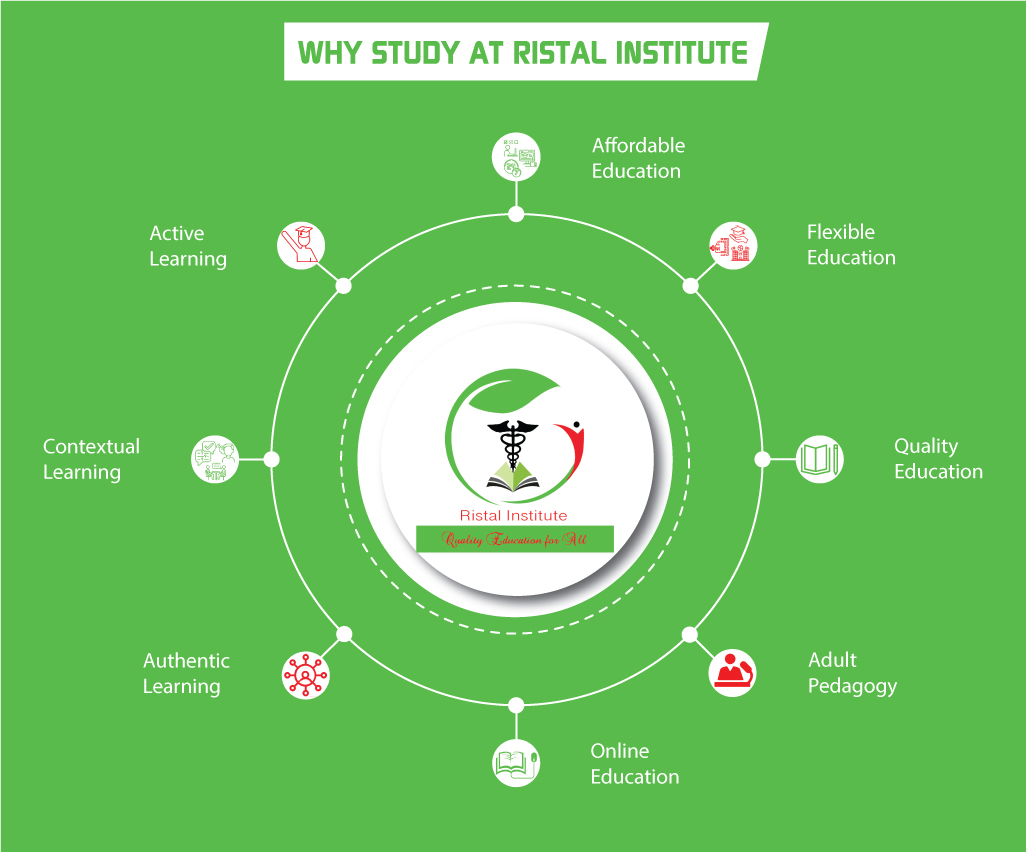 WHY STUDY AT RISTAL INSTITUTE
Affordable
Education
Flexible
Education
Quality
Education
Adult
Pedagogy
Online
Education
Authentic
Learning
Contextual
Learning
Active
Learning
Ristal Institute
Quality Education for All